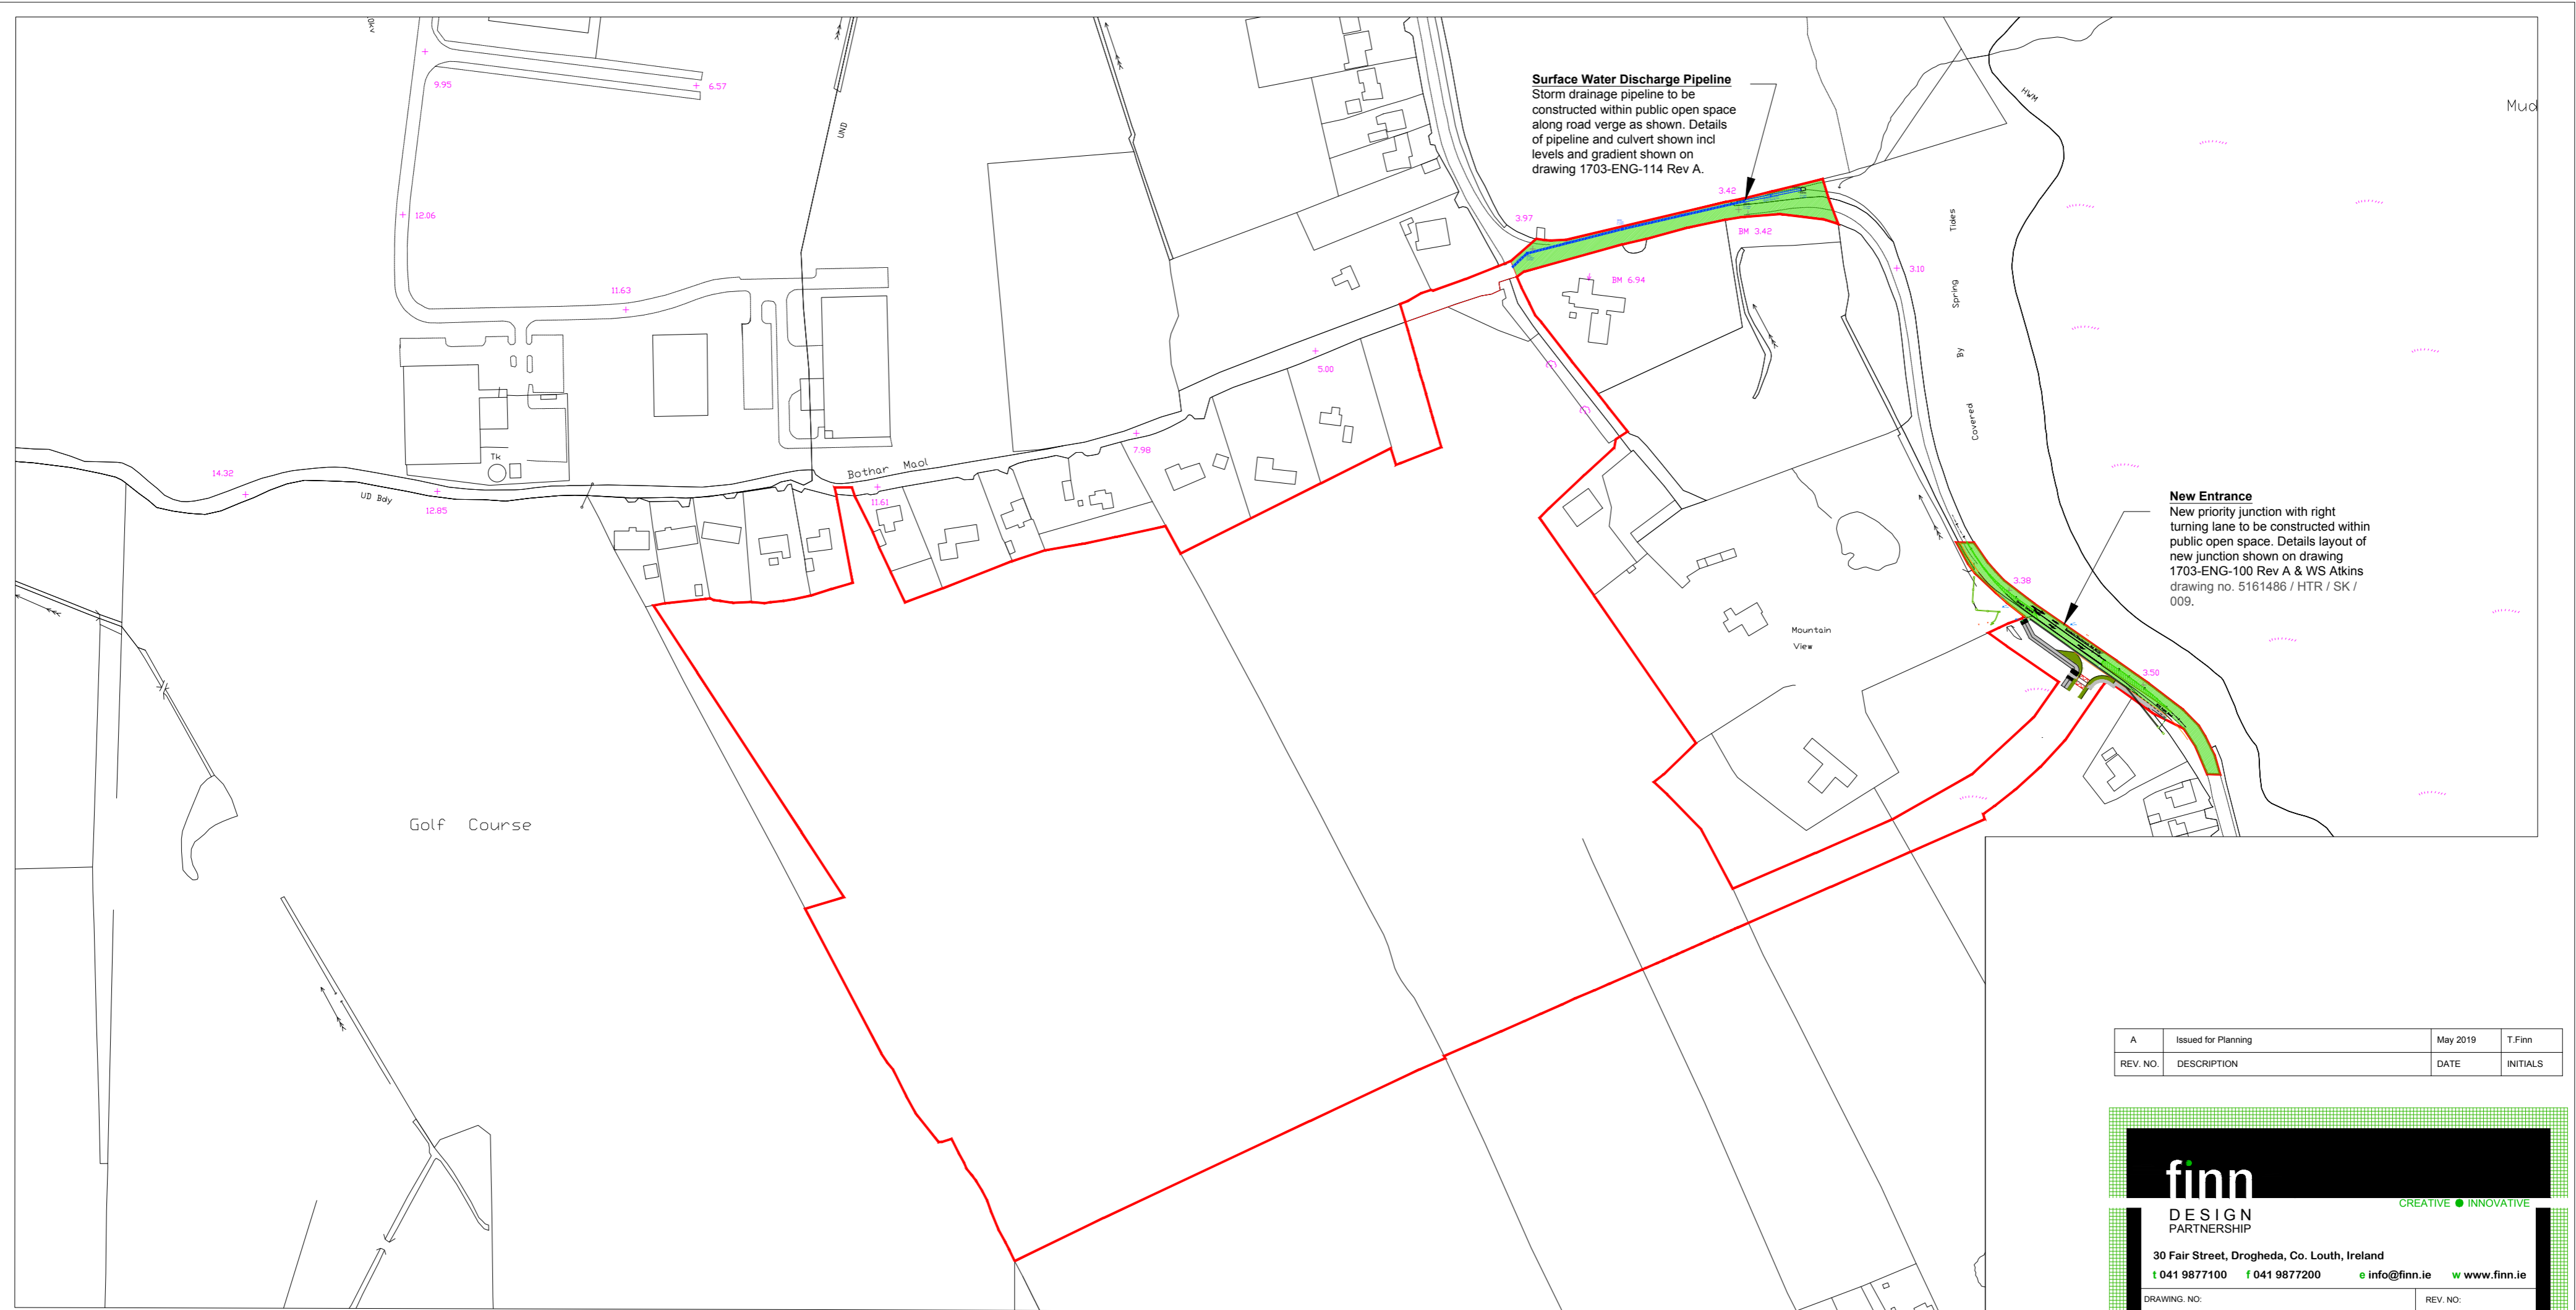 9.95
6.57
UND
12.06
11.63
Surface Water Discharge Pipeline
Storm drainage pipeline to be
constructed within public open space
along road verge as shown. Details
of pipeline and culvert shown incl
levels and gradient shown on
drawing 1703-ENG-114 Rev A.
HWM
Mud
3.42
3.97
BM 3.42
BM 6.94
3.10
Covered By Spring Tides
5.00
7.98
Tk
14.32
UD Bdy
12.85
Bothar Maol
11.61
New Entrance
New priority junction with right
turning lane to be constructed within
public open space. Details layout of
new junction shown on drawing
1703-ENG-100 Rev A & WS Atkins
drawing no. 5161486 / HTR / SK /
009.
3.38
3.50
Mountain
View
Golf Course
A Issued for Planning May 2019 T.Finn
REV. NO. DESCRIPTION DATE INITIALS
finn
CREATIVE ● INNOVATIVE
DESIGN
PARTNERSHIP
30 Fair Street, Drogheda, Co. Louth, Ireland
t 041 9877100 f 041 9877200 e info@finn.ie w www.finn.ie
DRAWING. NO: REV. NO: